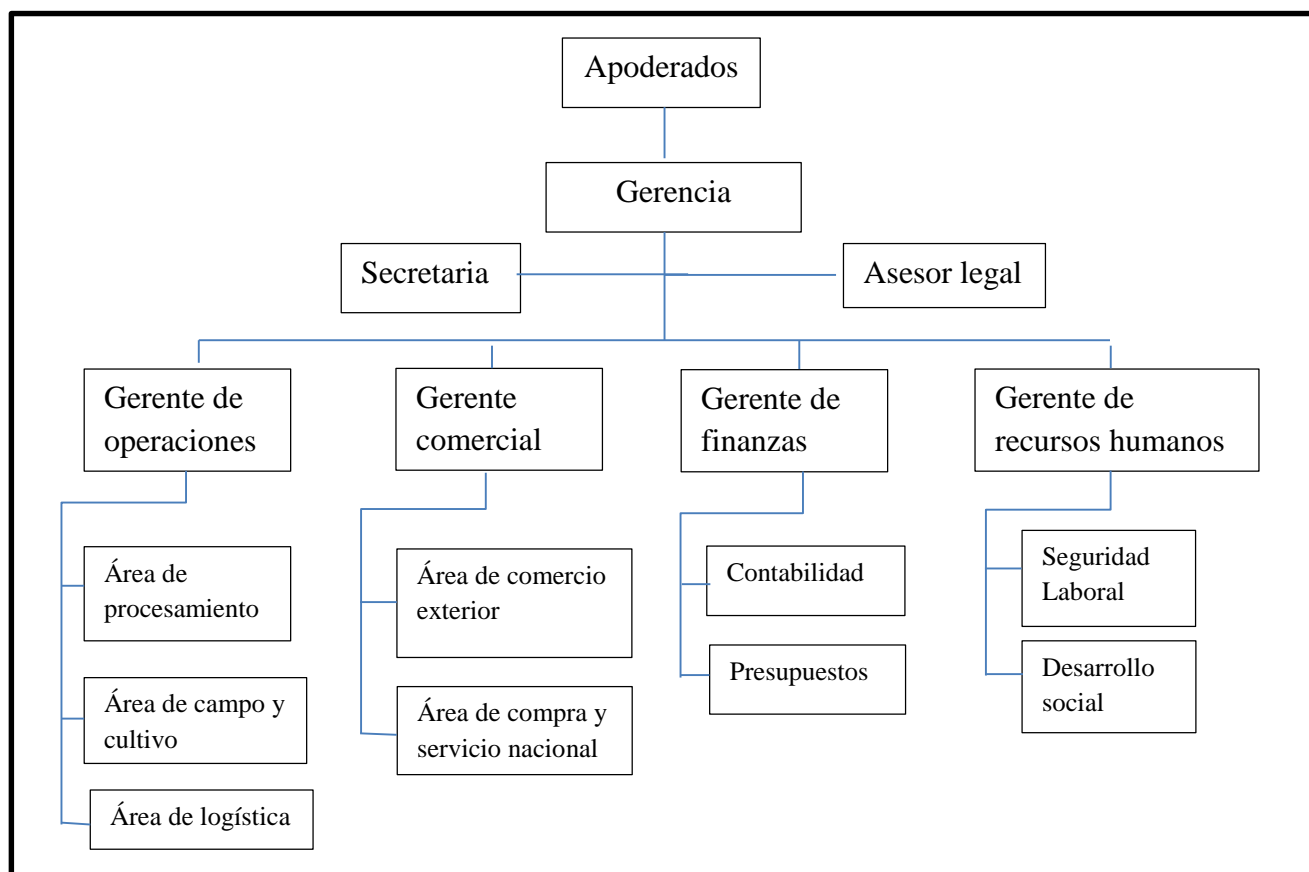 Apoderados
Gerencia
Secretaria
Asesor legal
Gerente de
operaciones
Gerente
comercial
Gerente de
finanzas
Gerente de
recursos humanos
Área de
procesamiento
Área de campo y
cultivo
Área de logística
Área de comercio
exterior
Área de compra y
servicio nacional
Contabilidad
Presupuestos
Seguridad
Laboral
Desarrollo
social